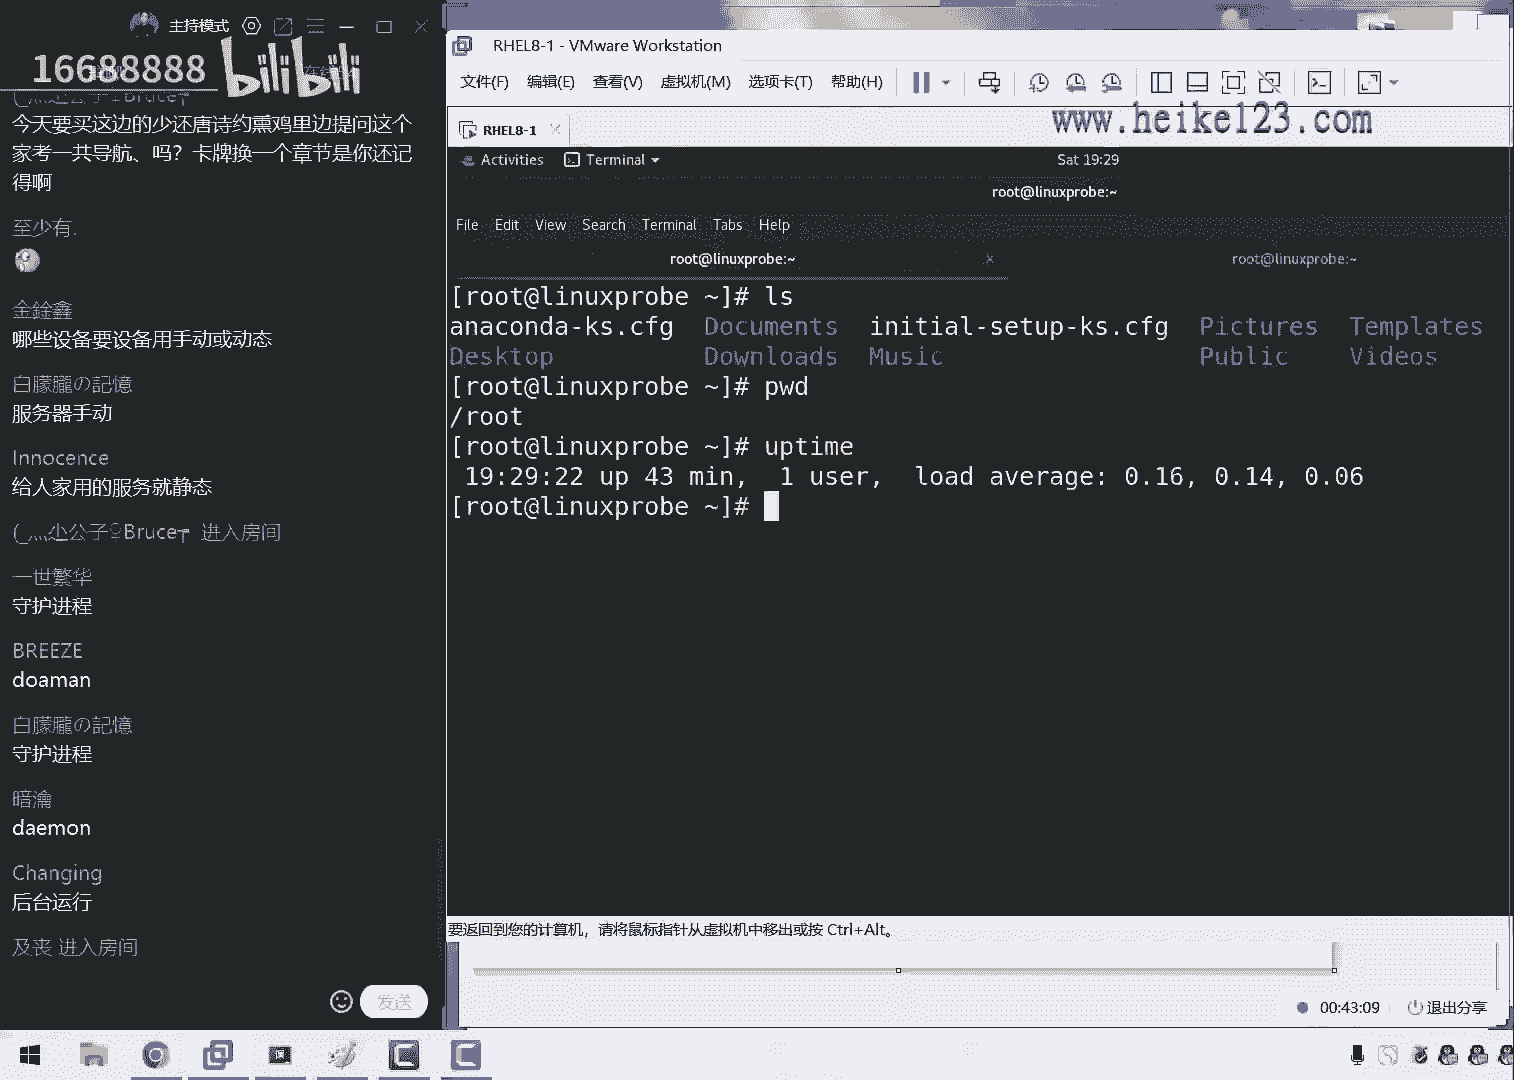 主持模式
16688888 bilibili
今天要买这边的少还唐诗约熏鸡里边提问这个
家考一共导航、吗？卡牌换一个章节是你还记
得啊
至少有.
金銓鑫
哪些设备要设备用手动或动态
白朦朧の記憶
服务器手动
Innocence
给人家用的服务就静态
进入房间
一世繁华
守护进程
BREEZE
doaman
白朦朧の記憶
守护进程
暗瀹
daemon
Changing
后台运行
及丧 进入房间
发送
RHEL8-1 - VMware Workstation
文件(F) 编辑(E) 查看(V) 虚拟机(M) 选项卡(T) 帮助(H)
www.heike123.com
RHEL8-1
Activities Terminal Sat 19:29
root@linuxprobe:~
File Edit View Search Terminal Tabs Help
root@linuxprobe:~ root@linuxprobe:~
[root@linuxprobe ~]# ls
anaconda-ks.cfg Documents initial-setup-ks.cfg Pictures Templates
Desktop Downloads Music Public Videos
[root@linuxprobe ~]# pwd
/root
[root@linuxprobe ~]# uptime
19:29:22 up 43 min, 1 user, load average: 0.16, 0.14, 0.06
[root@linuxprobe ~]#
要返回到您的计算机，请将鼠标指针从虚拟机中移出或按 Ctrl+Alt。
00:43:09 退出分享